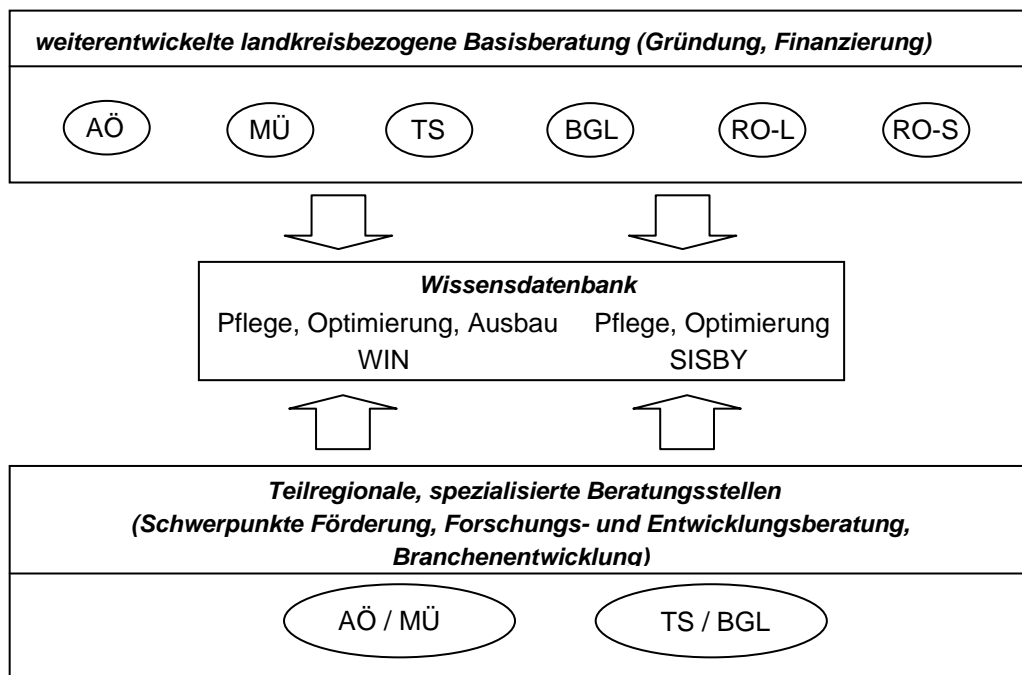 weiterentwickelte landkreisbezogene Basisberatung (Gründung, Finanzierung)
AÖ MÜ TS BGL RO-L RO-S
Wissensdatenbank
Pflege, Optimierung, Ausbau Pflege, Optimierung
WIN SISBY
Teilregionale, spezialisierte Beratungsstellen
(Schwerpunkte Förderung, Forschungs- und Entwicklungsberatung,
Branchenentwicklung)
AÖ / MÜ TS / BGL